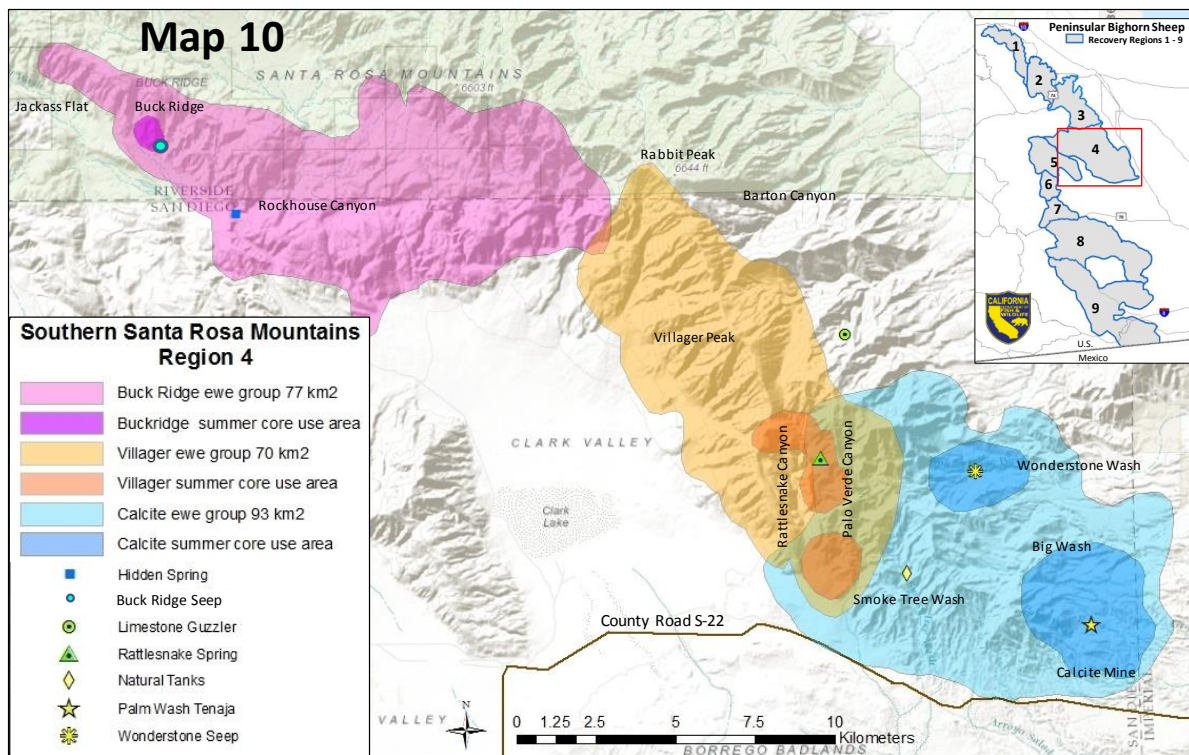 Map 10
SANTA ROSA MOUNTAINS
6603 ft
BUCK RIDGE
Jackass Flat
Buck Ridge
RIVERSIDE
SAN DIEGO
Rockhouse Canyon
Rabbit Peak
6644 ft
Barton Canyon
Villager Peak
CLARK VALLEY
Clark
Lake
Rattlesnake Canyon
Palo Verde Canyon
Wonderstone Wash
Big Wash
Smoke Tree Wash
Calcite Mine
County Road S-22
VALLEY
BORREGO BADLANDS
SAN DIEGO
IMPERIAL
N
0 1.25 2.5 5 7.5 10
Kilometers
Southern Santa Rosa Mountains
Region 4
Buck Ridge ewe group 77 km2
Buckridge summer core use area
Villager ewe group 70 km2
Villager summer core use area
Calcite ewe group 93 km2
Calcite summer core use area
Hidden Spring
Buck Ridge Seep
Limestone Guzzler
Rattlesnake Spring
Natural Tanks
Palm Wash Tenaja
Wonderstone Seep
Peninsular Bighorn Sheep
Recovery Regions 1 - 9
1
2
3
4
5
6
7
8
9
CALIFORNIA
FISH &
WILDLIFE
U.S.
Mexico